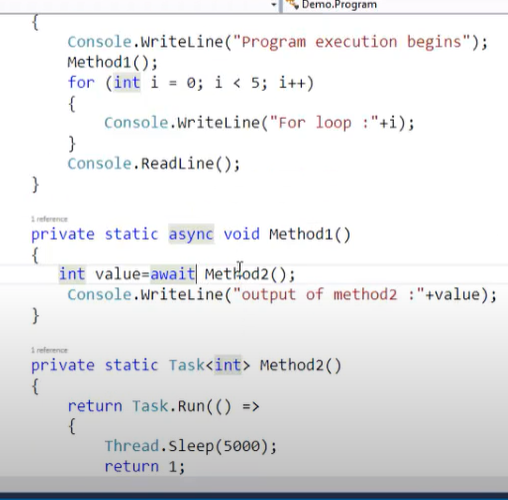 Demo.Program
{
Console.WriteLine("Program execution begins");
Method1();
for (int i = 0; i < 5; i++)
{
Console.WriteLine("For loop :"+i);
}
Console.ReadLine();
}
1 reference
private static async void Method1()
{
int value=await Method2();
Console.WriteLine("output of method2 :"+value);
}
1 reference
private static Task<int> Method2()
{
return Task.Run(() =>
{
Thread.Sleep(5000);
return 1;